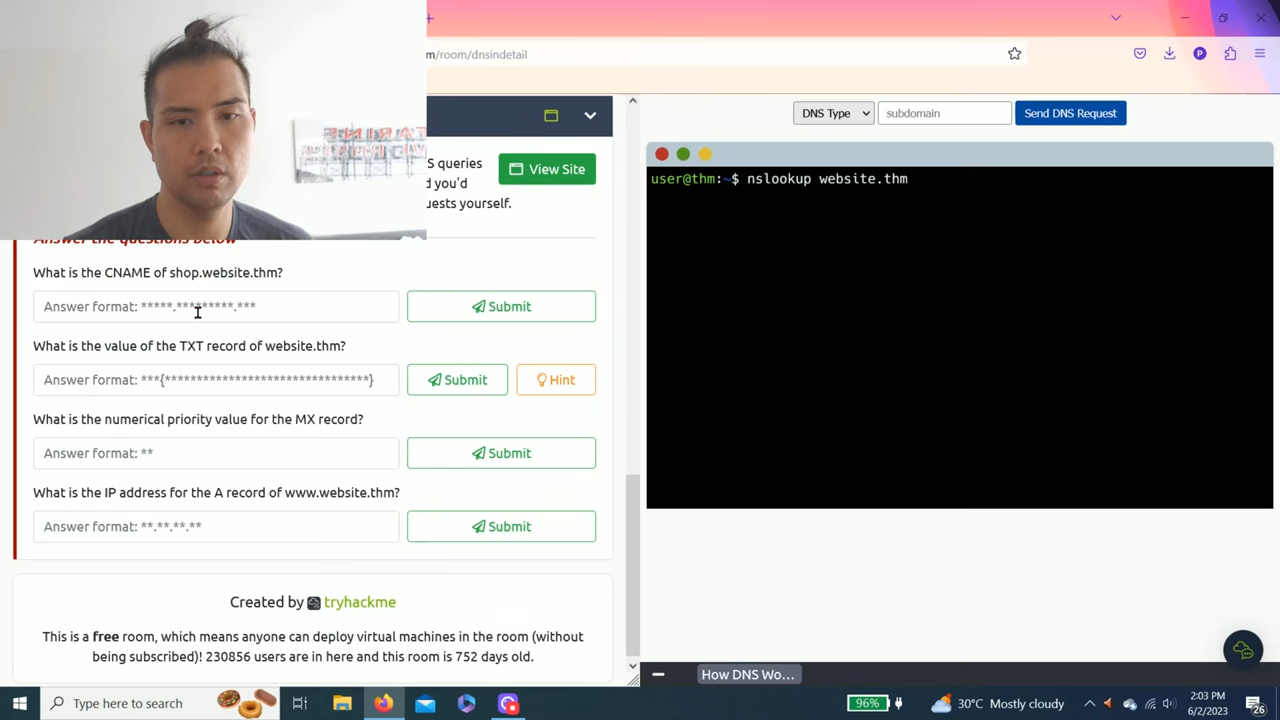 m/room/dnsindetail
DNS Type
subdomain
Send DNS Request
S queries
View Site
d you'd
uests yourself.
user@thm:~$ nslookup website.thm
Answer the questions below
What is the CNAME of shop.website.thm?
Answer format: *****.*********.***
Submit
What is the value of the TXT record of website.thm?
Answer format: ***{********************************}
Submit
Hint
What is the numerical priority value for the MX record?
Answer format: **
Submit
What is the IP address for the A record of www.website.thm?
Answer format: **.**.**.**
Submit
Created by tryhackme
This is a free room, which means anyone can deploy virtual machines in the room (without
being subscribed)! 230856 users are in here and this room is 752 days old.
How DNS Wo...
Type here to search
96%
30°C Mostly cloudy
2:03 PM
6/2/2023
26